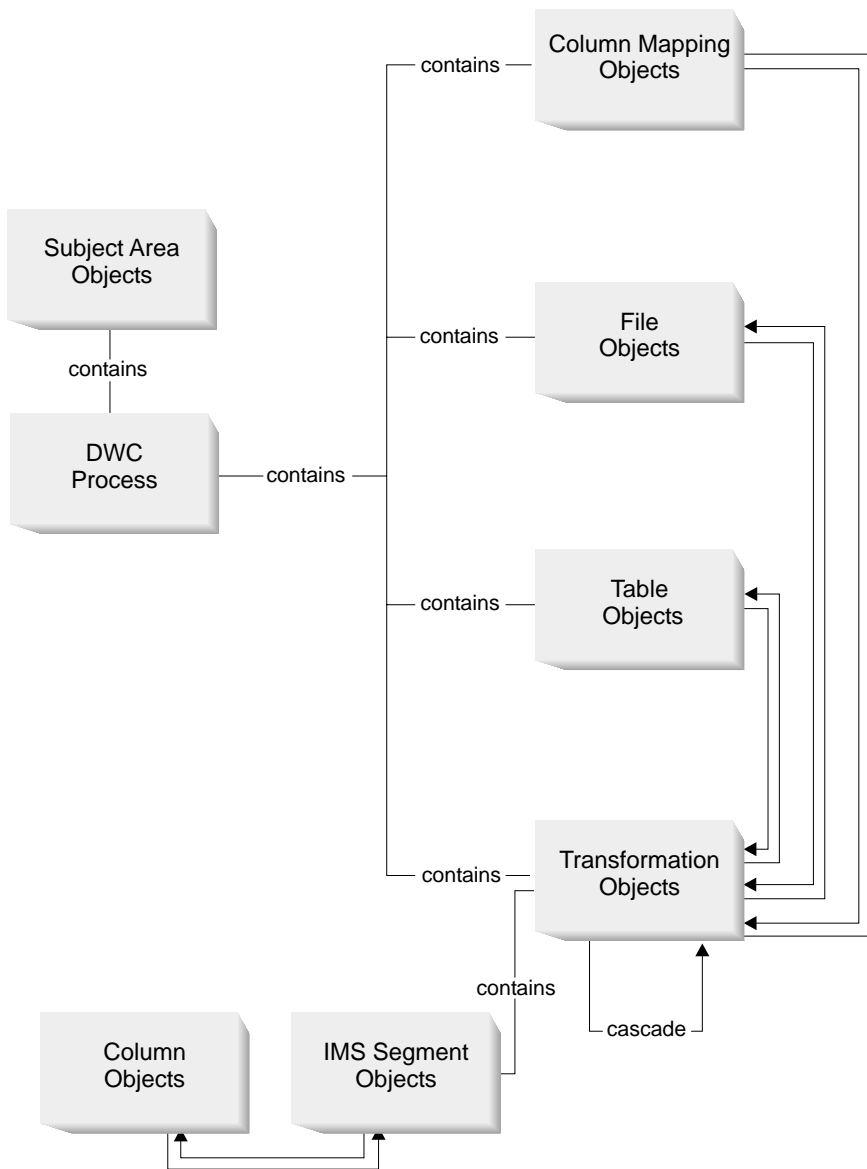 Column Mapping
Objects
contains
Subject Area
Objects
contains
File
Objects
contains
DWC
Process
contains
Table
Objects
contains
Transformation
Objects
contains
contains
cascade
Column
Objects
IMS Segment
Objects